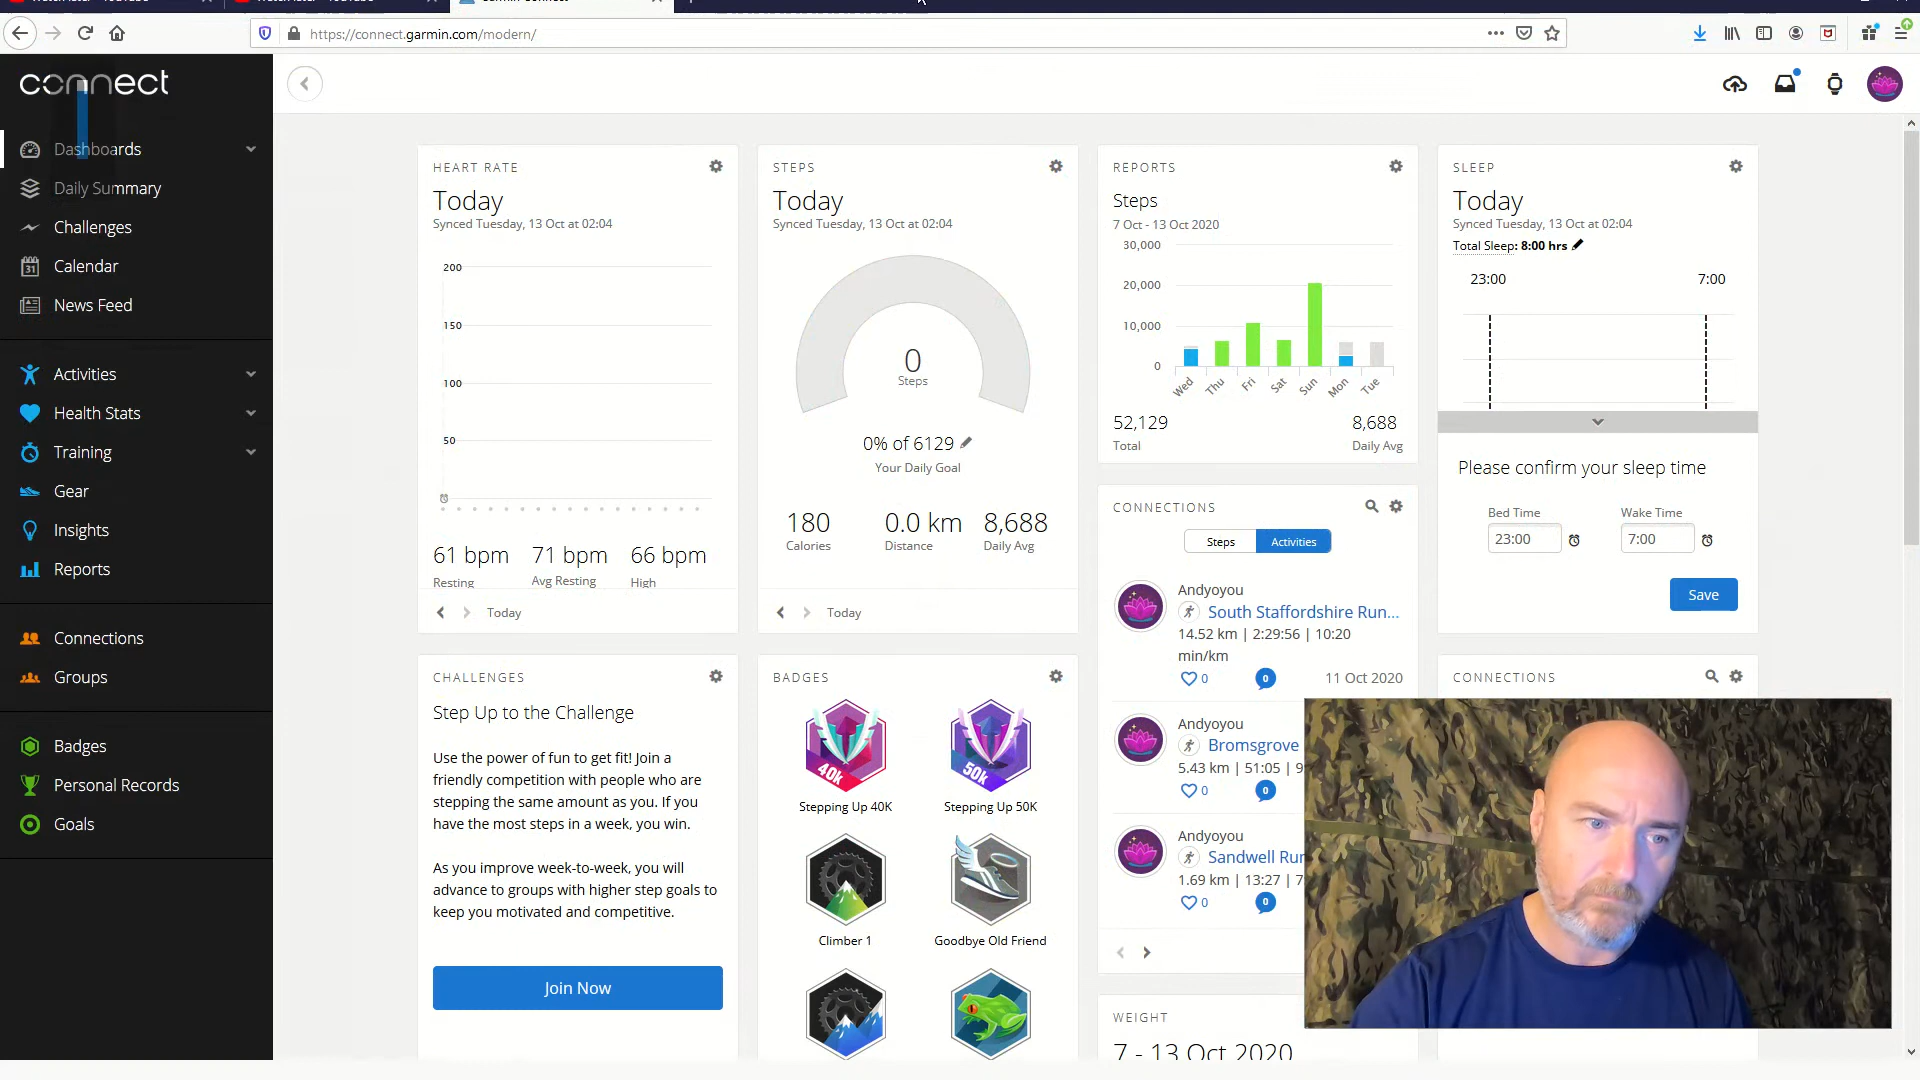 https://connect.garmin.com/modern/
connect
Dashboards
Daily Summary
Challenges
31
Calendar
News Feed
Activities
Health Stats
Training
Gear
Insights
Reports
Connections
Groups
Badges
Personal Records
Goals
HEART RATE
Today
Synced Tuesday, 13 Oct at 02:04
200
150
100
50
61 bpm
71 bpm
66 bpm
Resting
Avg Resting
High
Today
STEPS
Today
Synced Tuesday, 13 Oct at 02:04
0
Steps
0% of 6129
Your Daily Goal
180
0.0 km
8,688
Calories
Distance
Daily Avg
Today
REPORTS
Steps
7 Oct - 13 Oct 2020
30,000
20,000
10,000
0
Wed Thu Fri Sat Sun Mon Tue
52,129
8,688
Total
Daily Avg
SLEEP
Today
Synced Tuesday, 13 Oct at 02:04
Total Sleep: 8:00 hrs
23:00
7:00
Please confirm your sleep time
Bed Time
Wake Time
23:00
7:00
Save
CONNECTIONS
Steps
Activities
Andyoyou
South Staffordshire Run...
14.52 km | 2:29:56 | 10:20
min/km
0
0
11 Oct 2020
Andyoyou
Bromsgrove
5.43 km | 51:05 | 9
0
0
Andyoyou
Sandwell Ru
1.69 km | 13:27 | 7
0
0
CONNECTIONS
CHALLENGES
Step Up to the Challenge
Use the power of fun to get fit! Join a
friendly competition with people who are
stepping the same amount as you. If you
have the most steps in a week, you win.
As you improve week-to-week, you will
advance to groups with higher step goals to
keep you motivated and competitive.
Join Now
BADGES
40k
50k
Stepping Up 40K
Stepping Up 50K
Climber 1
Goodbye Old Friend
WEIGHT
7 - 13 Oct 2020